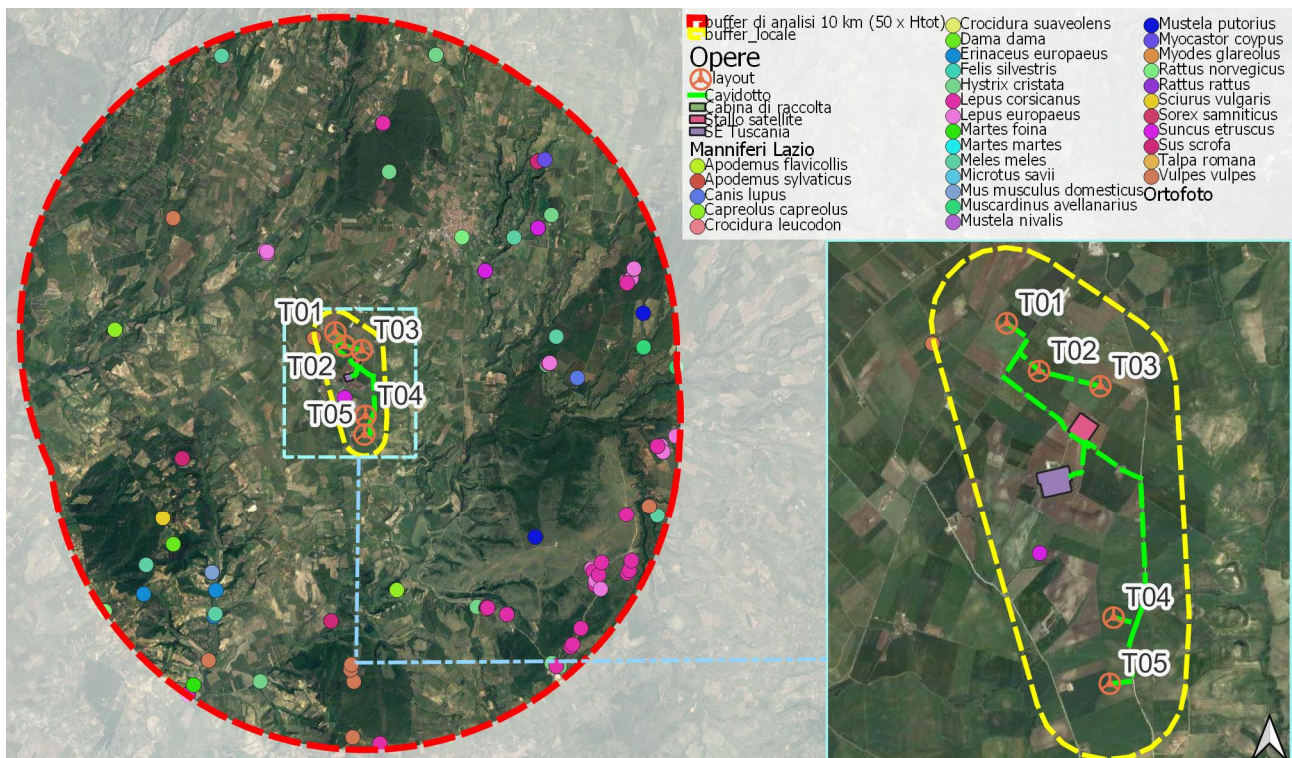 buffer di analisi 10 km (50 x Htot)
buffer_locale
Opere
layout
Cavidotto
Cabina di raccolta
Stallo satellite
SE Tuscania
Manniferi Lazio
Apodemus flavicollis
Apodemus sylvaticus
Canis lupus
Capreolus capreolus
Crocidura leucodon
Crocidura suaveolens
Dama dama
Erinaceus europaeus
Felis silvestris
Hystrix cristata
Lepus corsicanus
Lepus europaeus
Martes foina
Martes martes
Meles meles
Microtus savii
Mus musculus domesticus
Muscardinus avellanarius
Mustela nivalis
Mustela putorius
Myocastor coypus
Myodes glareolus
Rattus norvegicus
Rattus rattus
Sciurus vulgaris
Sorex samniticus
Suncus etruscus
Sus scrofa
Talpa romana
Vulpes vulpes
Ortofoto
T01
T03
T02
T04
T05
T01
T02
T03
T04
T05